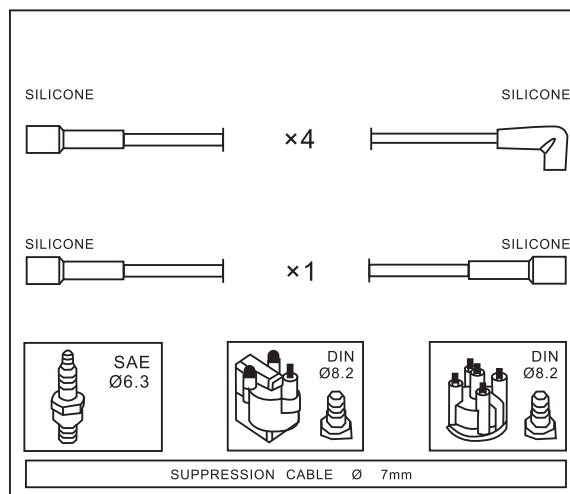 SILICONE
SILICONE
×4
SILICONE
SILICONE
×1
SAE
Ø6.3
DIN
Ø8.2
DIN
Ø8.2
SUPPRESSION CABLE Ø 7mm